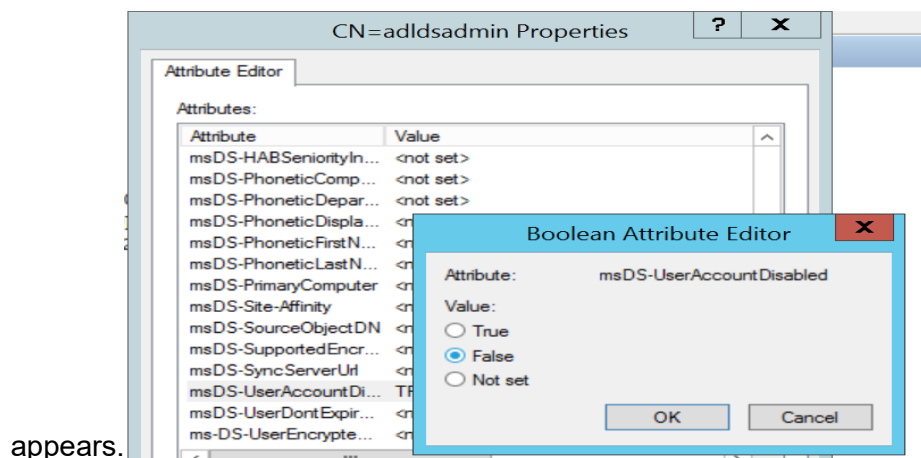 CN=adldsadmin Properties ? x
Attribute Editor
Attributes:
Attribute Value
msDS-HABSeniorityIn... <not set>
msDS-PhoneticComp... <not set>
msDS-PhoneticDepar... <not set>
msDS-PhoneticDispla... <n
msDS-PhoneticFirstN... <n
msDS-PhoneticLastN... <n
msDS-PrimaryComputer <n
msDS-Site-Affinity <n
msDS-SourceObjectDN <n
msDS-SupportedEncr... <n
msDS-SyncServerUrl <n
msDS-UserAccountDi...
msDS-UserDontExpir... <n
ms-DS-UserEncrypte... <n
Boolean Attribute Editor x
Attribute: msDS-UserAccountDisabled
Value:
True
False
Not set
OK Cancel
appears.